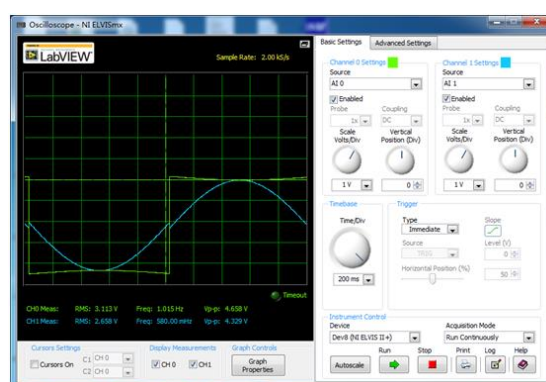 Oscilloscope - NI ELVISmx
LabVIEW
Sample Rate: 2.00 kS/s
CH0 Meas: RMS: 3.113 V Freq: 1.015 Hz Vp-p: 4.658 V
CH1 Meas: RMS: 2.658 V Freq: 580.00 mHz Vp-p: 4.329 V
Timeout
Cursors Settings
Cursors On
C1 CH 0
C2 CH 0
Display Measurements
CH 0 CH1
Graph Controls
Graph
Properties
Basic Settings Advanced Settings
Channel 0 Settings Channel 1 Settings
Source Source
AI 0 AI 1
Enabled Enabled
Probe Coupling Probe Coupling
1x DC 1x DC
Scale Vertical Scale Vertical
Volts/Div Position (Div) Volts/Div Position (Div)
1 V 0 1 V 0
Timebase Trigger
Time/Div Type Slope
Immediate
Source Level (V)
TRIG 0
Horizontal Position (%)
200 ms 50
Instrument Control
Device Acquisition Mode
Dev8 (NI ELVIS II+) Run Continuously
Run Stop Print Log Help
Autoscale